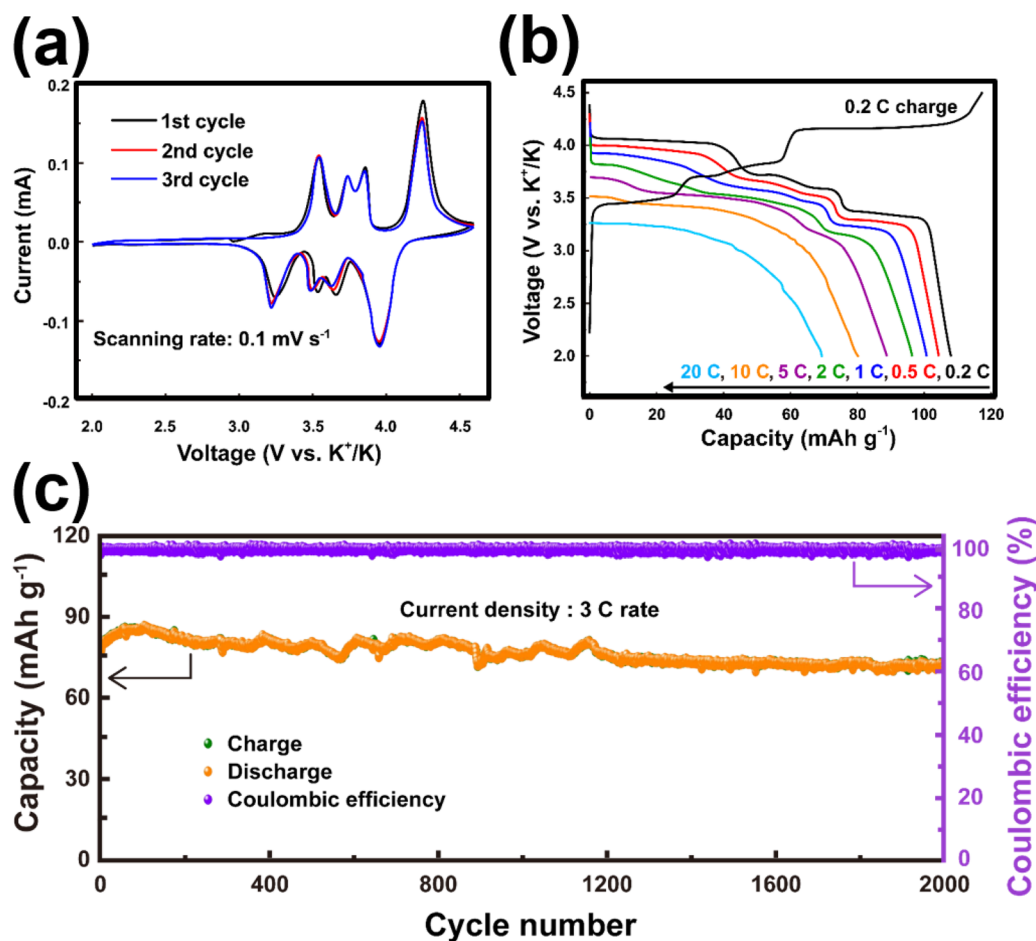 (a)
0.2
0.1
0.0
-0.1
-0.2
Current (mA)
1st cycle
2nd cycle
3rd cycle
Scanning rate: 0.1 mV s⁻¹
2.0 3.0 3.5 4.0 4.5
Voltage (V vs. K⁺/K)
(b)
4.5
4.0
3.5
3.0
2.5
2.0
Voltage (V vs. K⁺/K)
0.2 C charge
20 C, 10 C, 5 C, 2 C, 1 C, 0.5 C, 0.2 C
0 20 40 60 80 100 120
Capacity (mAh g⁻¹)
(c)
120
90
60
30
0
Capacity (mAh g⁻¹)
Current density : 3 C rate
Charge
Discharge
Coulombic efficiency
100
80
60
40
20
0
Coulombic efficiency (%)
0 400 800 1200 1600 2000
Cycle number